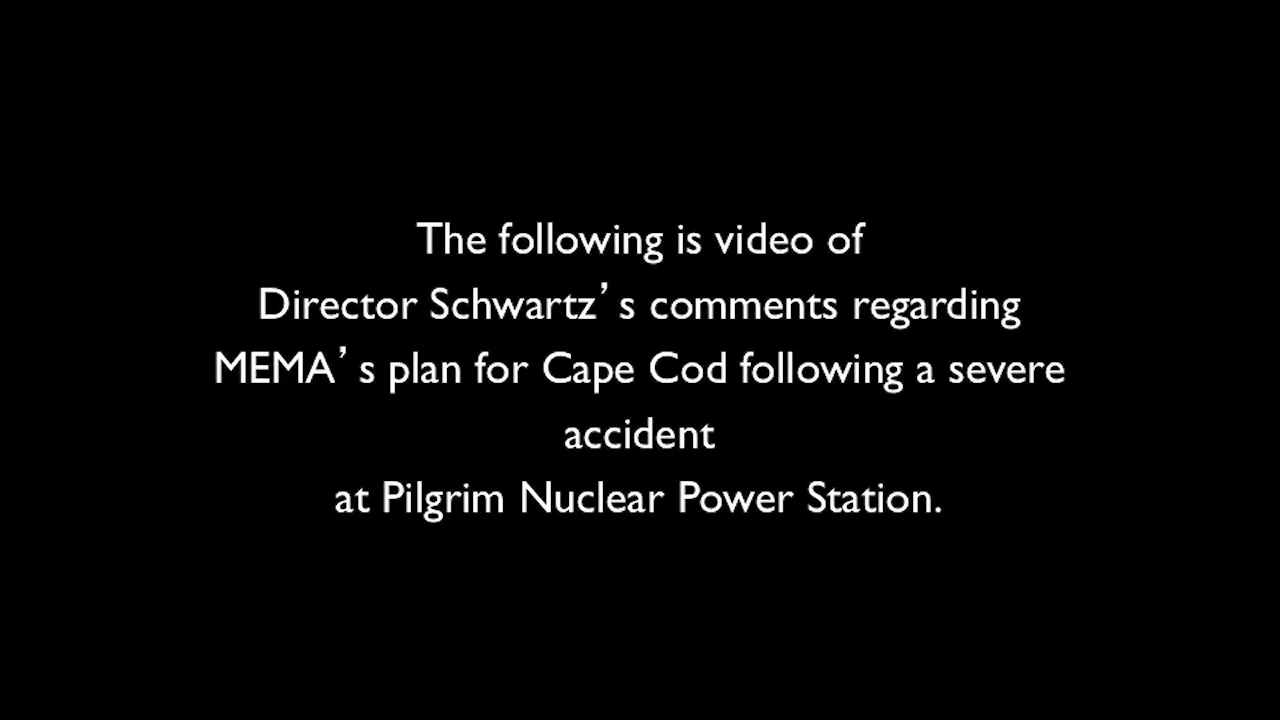 The following is video of
Director Schwartz’s comments regarding
MEMA’s plan for Cape Cod following a severe
accident
at Pilgrim Nuclear Power Station.